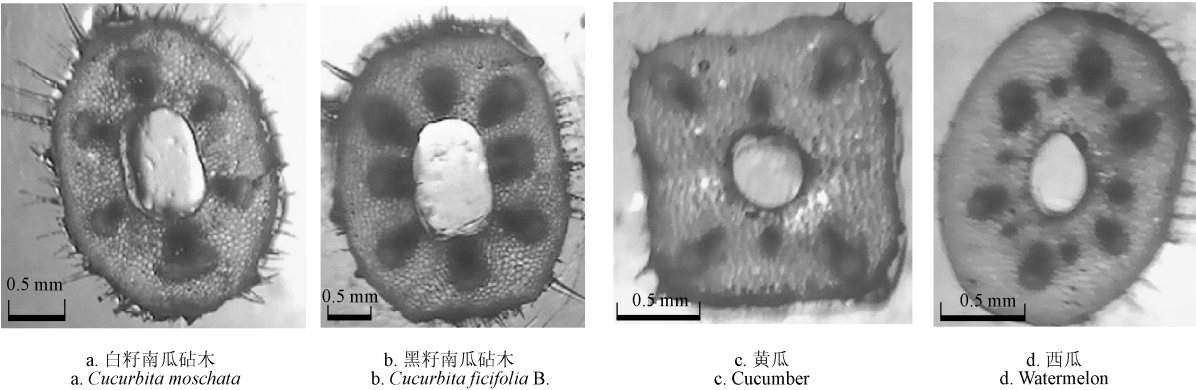 0.5 mm
0.5 mm
0.5 mm
0.5 mm
a. 白籽南瓜砧木
a. Cucurbita moschata
b. 黑籽南瓜砧木
b. Cucurbita ficifolia B.
c. 黄瓜
c. Cucumber
d. 西瓜
d. Watermelon